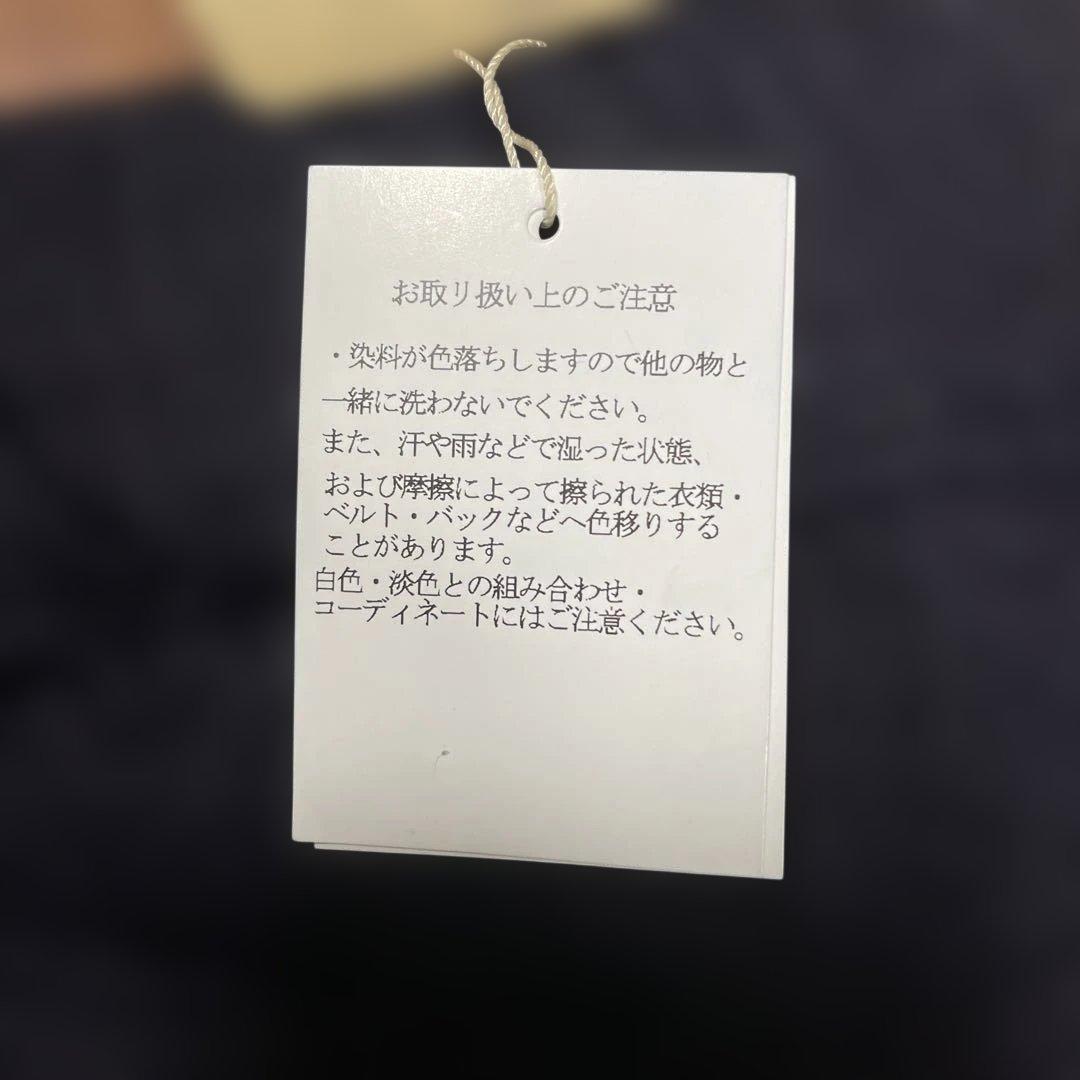 お取り扱い上のご注意
・染料が色落ちしますので他の物と
一緒に洗わないでください。
また、汗や雨などで湿った状態、
および摩擦によって擦られた衣類・
ベルト・バックなどへ色移りする
ことがあります。
白色・淡色との組み合わせ・
コーディネートにはご注意ください。